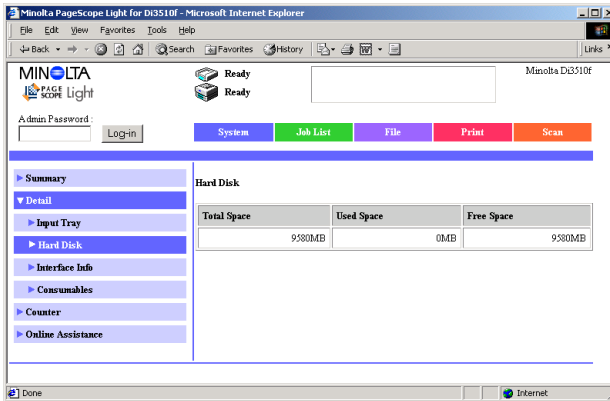 Minolta PageScope Light for Di3510f - Microsoft Internet Explorer
File Edit View Favorites Tools Help
Back Search Favorites History Links
MINOLTA Ready Minolta Di3510f
PAGE SCOPE Light Ready
Admin Password :
Log-in System Job List File Print Scan
Summary
Hard Disk
Detail
Total Space Used Space Free Space
Input Tray
9580MB 0MB 9580MB
Hard Disk
Interface Info
Consumables
Counter
Online Assistance
Done Internet